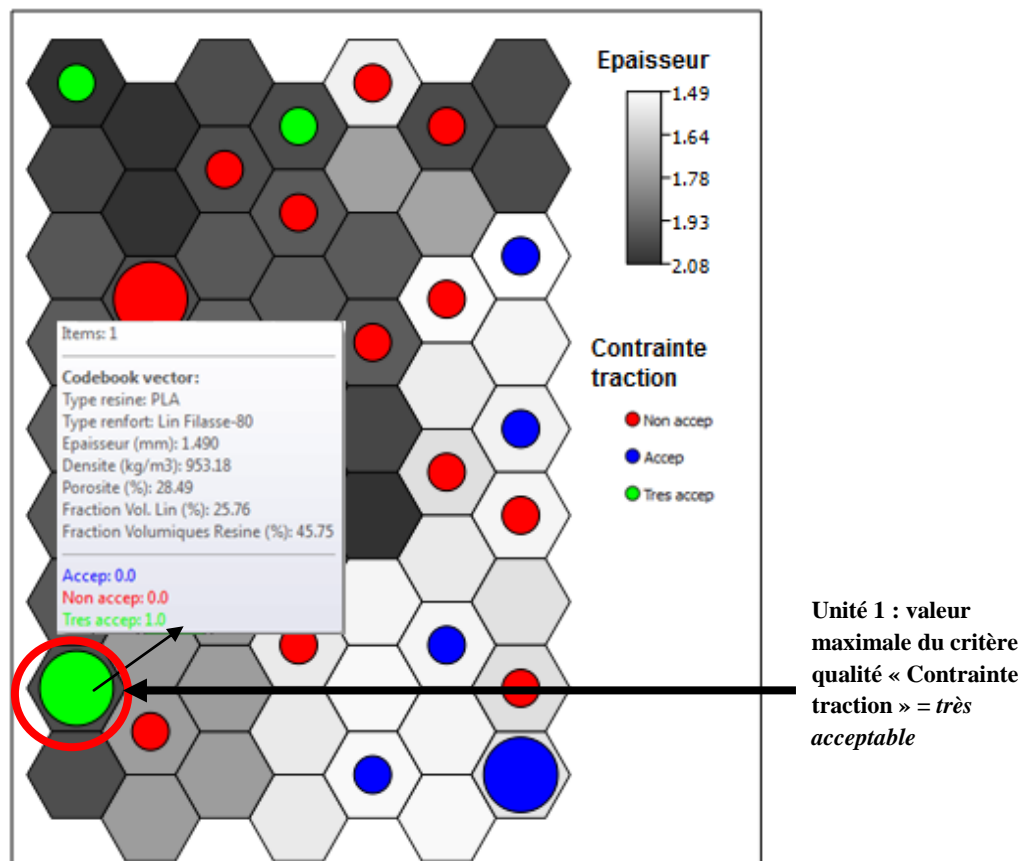 Epaisseur
1.49
1.64
1.78
1.93
2.08
Items: 1
Codebook vector:
Type resine: PLA
Type renfort: Lin Filasse-80
Epaisseur (mm): 1.490
Densite (kg/m3): 953.18
Porosite (%): 28.49
Fraction Vol. Lin (%): 25.76
Fraction Volumiques Resine (%): 45.75
Accep: 0.0
Non accep: 0.0
Tres accep: 1.0
Contrainte
traction
Non accep
Accep
Tres accep
Unité 1 : valeur
maximale du critère
qualité « Contrainte
traction » = très
acceptable